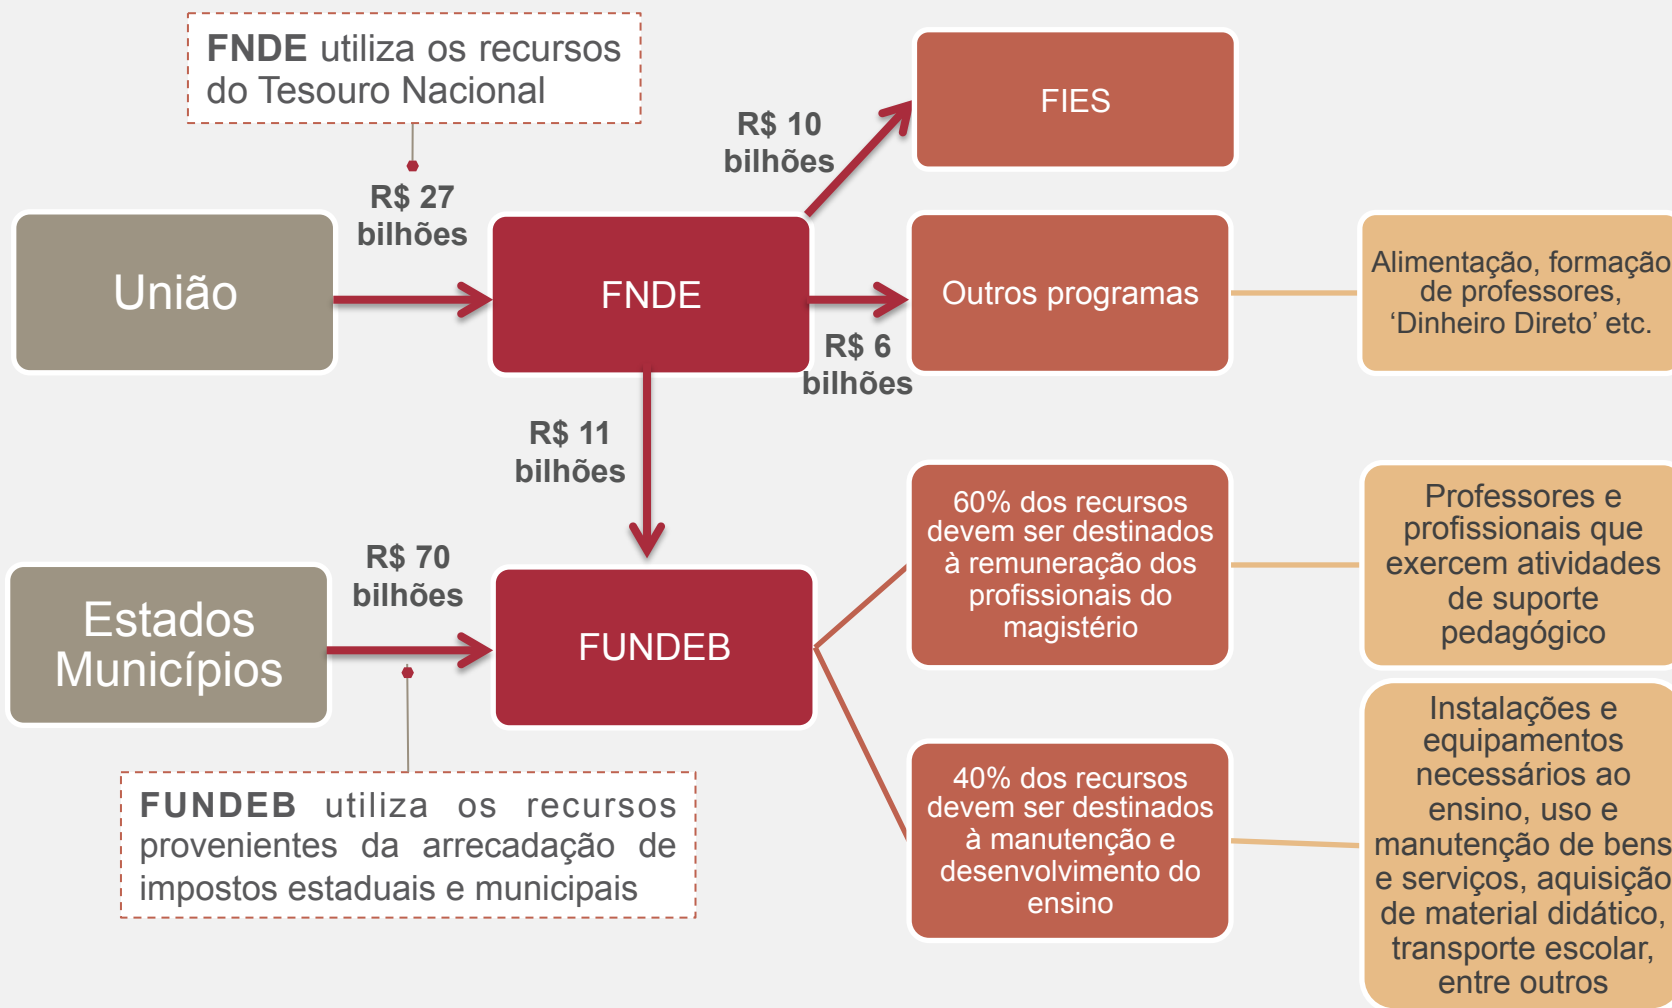 FNDE utiliza os recursos
do Tesouro Nacional
R$ 27
bilhões
União
FNDE
R$ 10
bilhões
FIES
R$ 6
bilhões
Outros programas
Alimentação, formação
de professores,
‘Dinheiro Direto’ etc.
R$ 11
bilhões
Estados
Municípios
R$ 70
bilhões
FUNDEB
FUNDEB utiliza os recursos
provenientes da arrecadação de
impostos estaduais e municipais
60% dos recursos
devem ser destinados
à remuneração dos
profissionais do
magistério
Professores e
profissionais que
exercem atividades
de suporte
pedagógico
40% dos recursos
devem ser destinados
à manutenção e
desenvolvimento do
ensino
Instalações e
equipamentos
necessários ao
ensino, uso e
manutenção de bens
e serviços, aquisição
de material didático,
transporte escolar,
entre outros